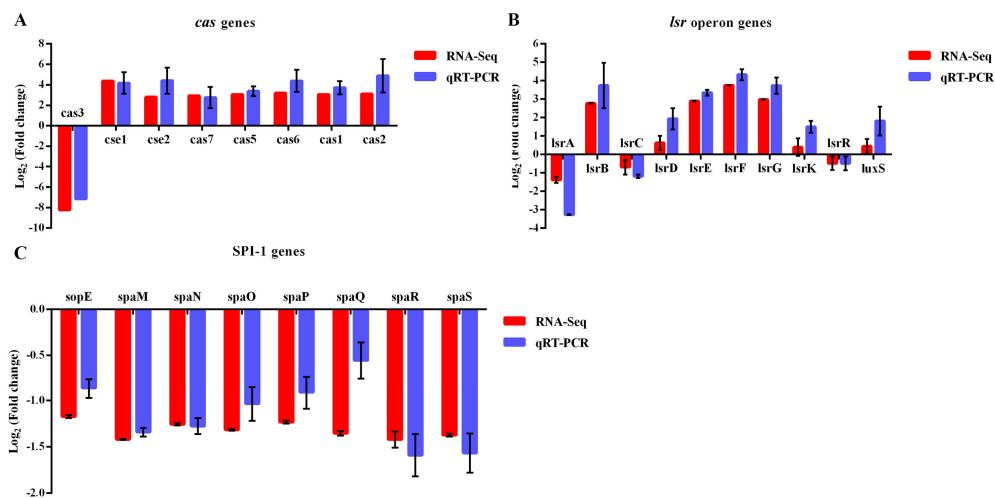 A
cas genes
Log2 (Fold change)
8
6
4
2
0
-2
-4
-6
-8
-10
cas3
cse1 cse2 cas7 cas5 cas6 cas1 cas2
RNA-Seq
qRT-PCR
B
lsr operon genes
Log2 (Fold change)
6
5
4
3
2
1
0
-1
-2
-3
-4
lsrA lsrC lsrR
lsrB lsrD lsrE lsrF lsrG lsrK luxS
RNA-Seq
qRT-PCR
C
SPI-1 genes
Log2 (Fold change)
sopE spaM spaN spaO spaP spaQ spaR spaS
0.0
-0.5
-1.0
-1.5
-2.0
RNA-Seq
qRT-PCR